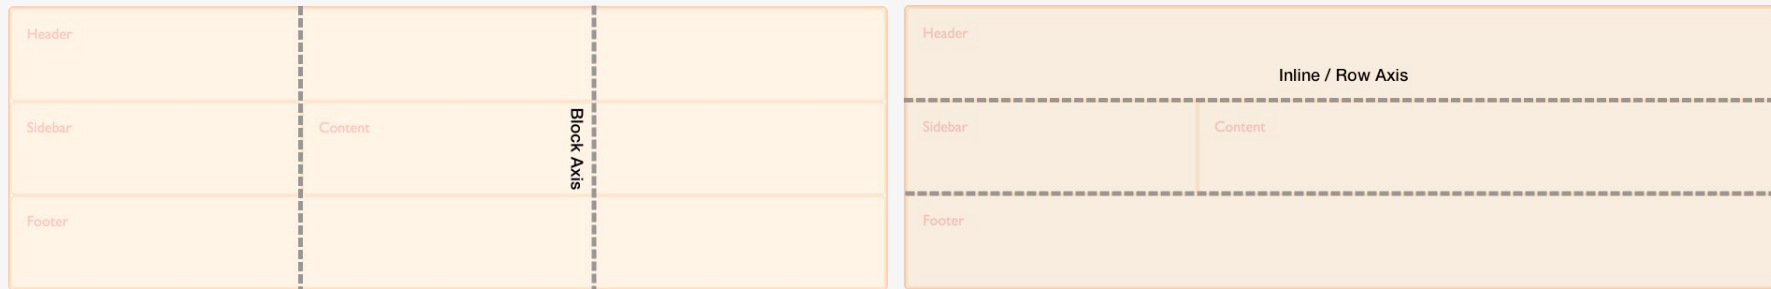 Header
Sidebar
Content
Block Axis
Footer
Header
Inline / Row Axis
Sidebar
Content
Footer